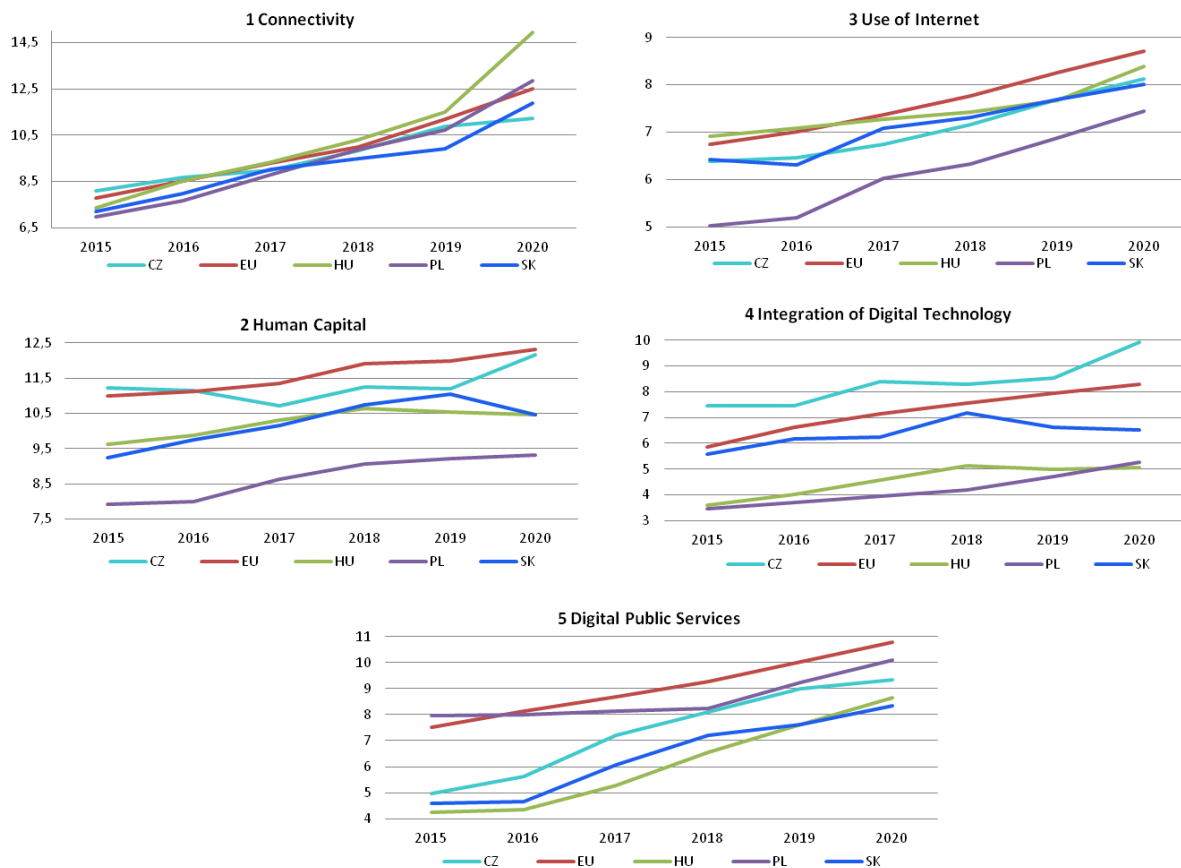 1 Connectivity
14,5
12,5
10,5
8,5
6,5
2015 2016 2017 2018 2019 2020
CZ EU HU PL SK
3 Use of Internet
9
8
7
6
5
2015 2016 2017 2018 2019 2020
CZ EU HU PL SK
2 Human Capital
12,5
11,5
10,5
9,5
8,5
7,5
2015 2016 2017 2018 2019 2020
CZ EU HU PL SK
4 Integration of Digital Technology
10
9
8
7
6
5
4
3
2015 2016 2017 2018 2019 2020
CZ EU HU PL SK
5 Digital Public Services
11
10
9
8
7
6
5
4
2015 2016 2017 2018 2019 2020
CZ EU HU PL SK